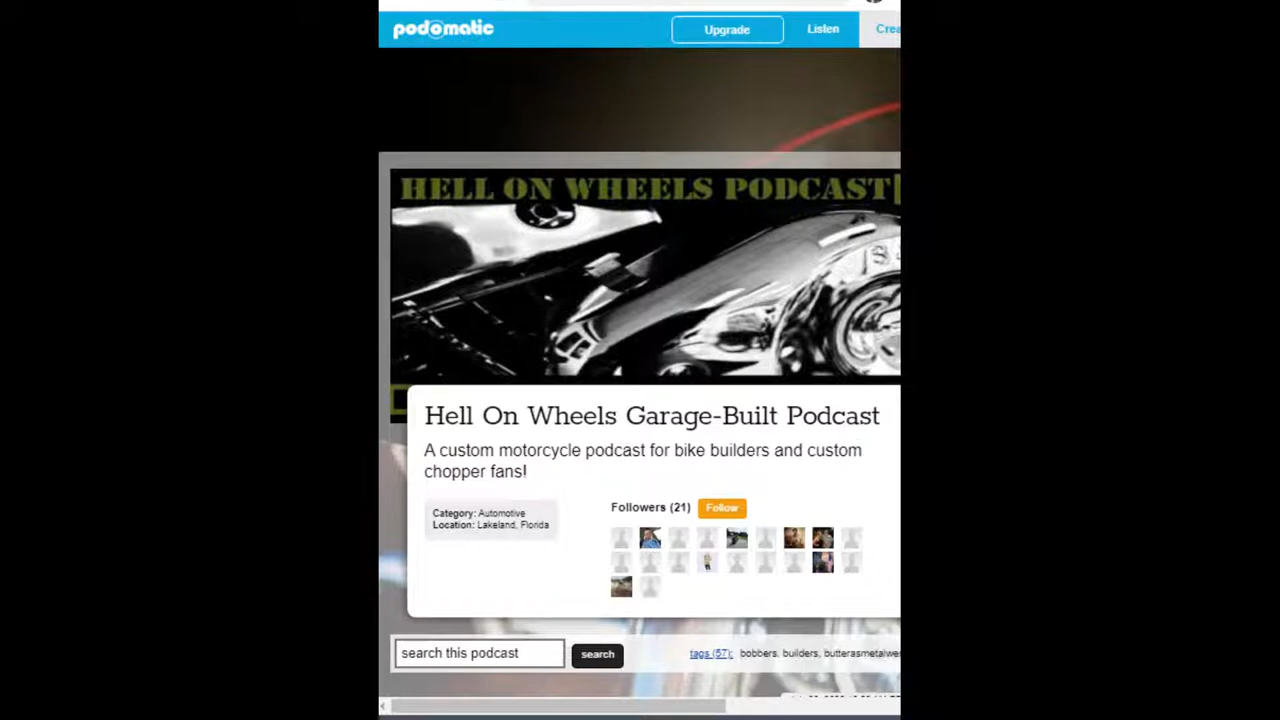 podomatic
Upgrade
Listen
Crea
HELL ON WHEELS PODCAST
Hell On Wheels Garage-Built Podcast
A custom motorcycle podcast for bike builders and custom
chopper fans!
Category: Automotive
Location: Lakeland, Florida
Followers (21)
Follow
search this podcast
search
tags (57):
bobbers, builders, butterasmetalwe